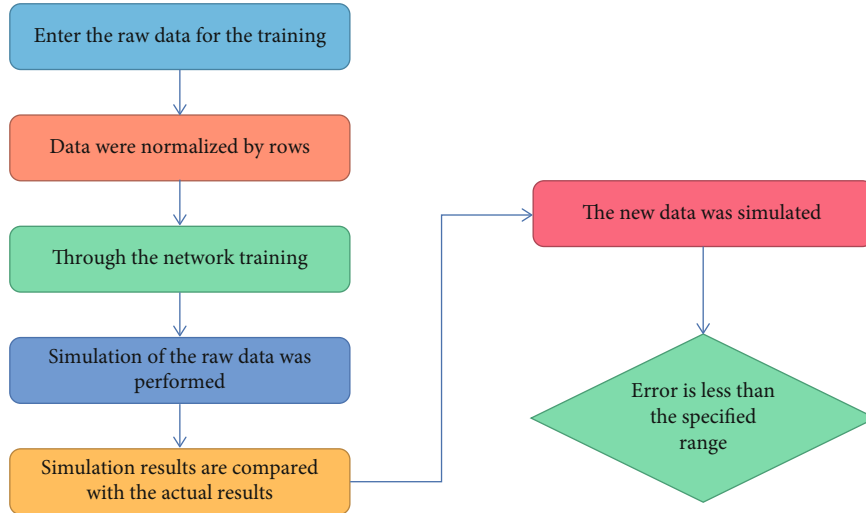 Enter the raw data for the training
Data were normalized by rows
Through the network training
Simulation of the raw data was
performed
Simulation results are compared
with the actual results
The new data was simulated
Error is less than
the specified
range